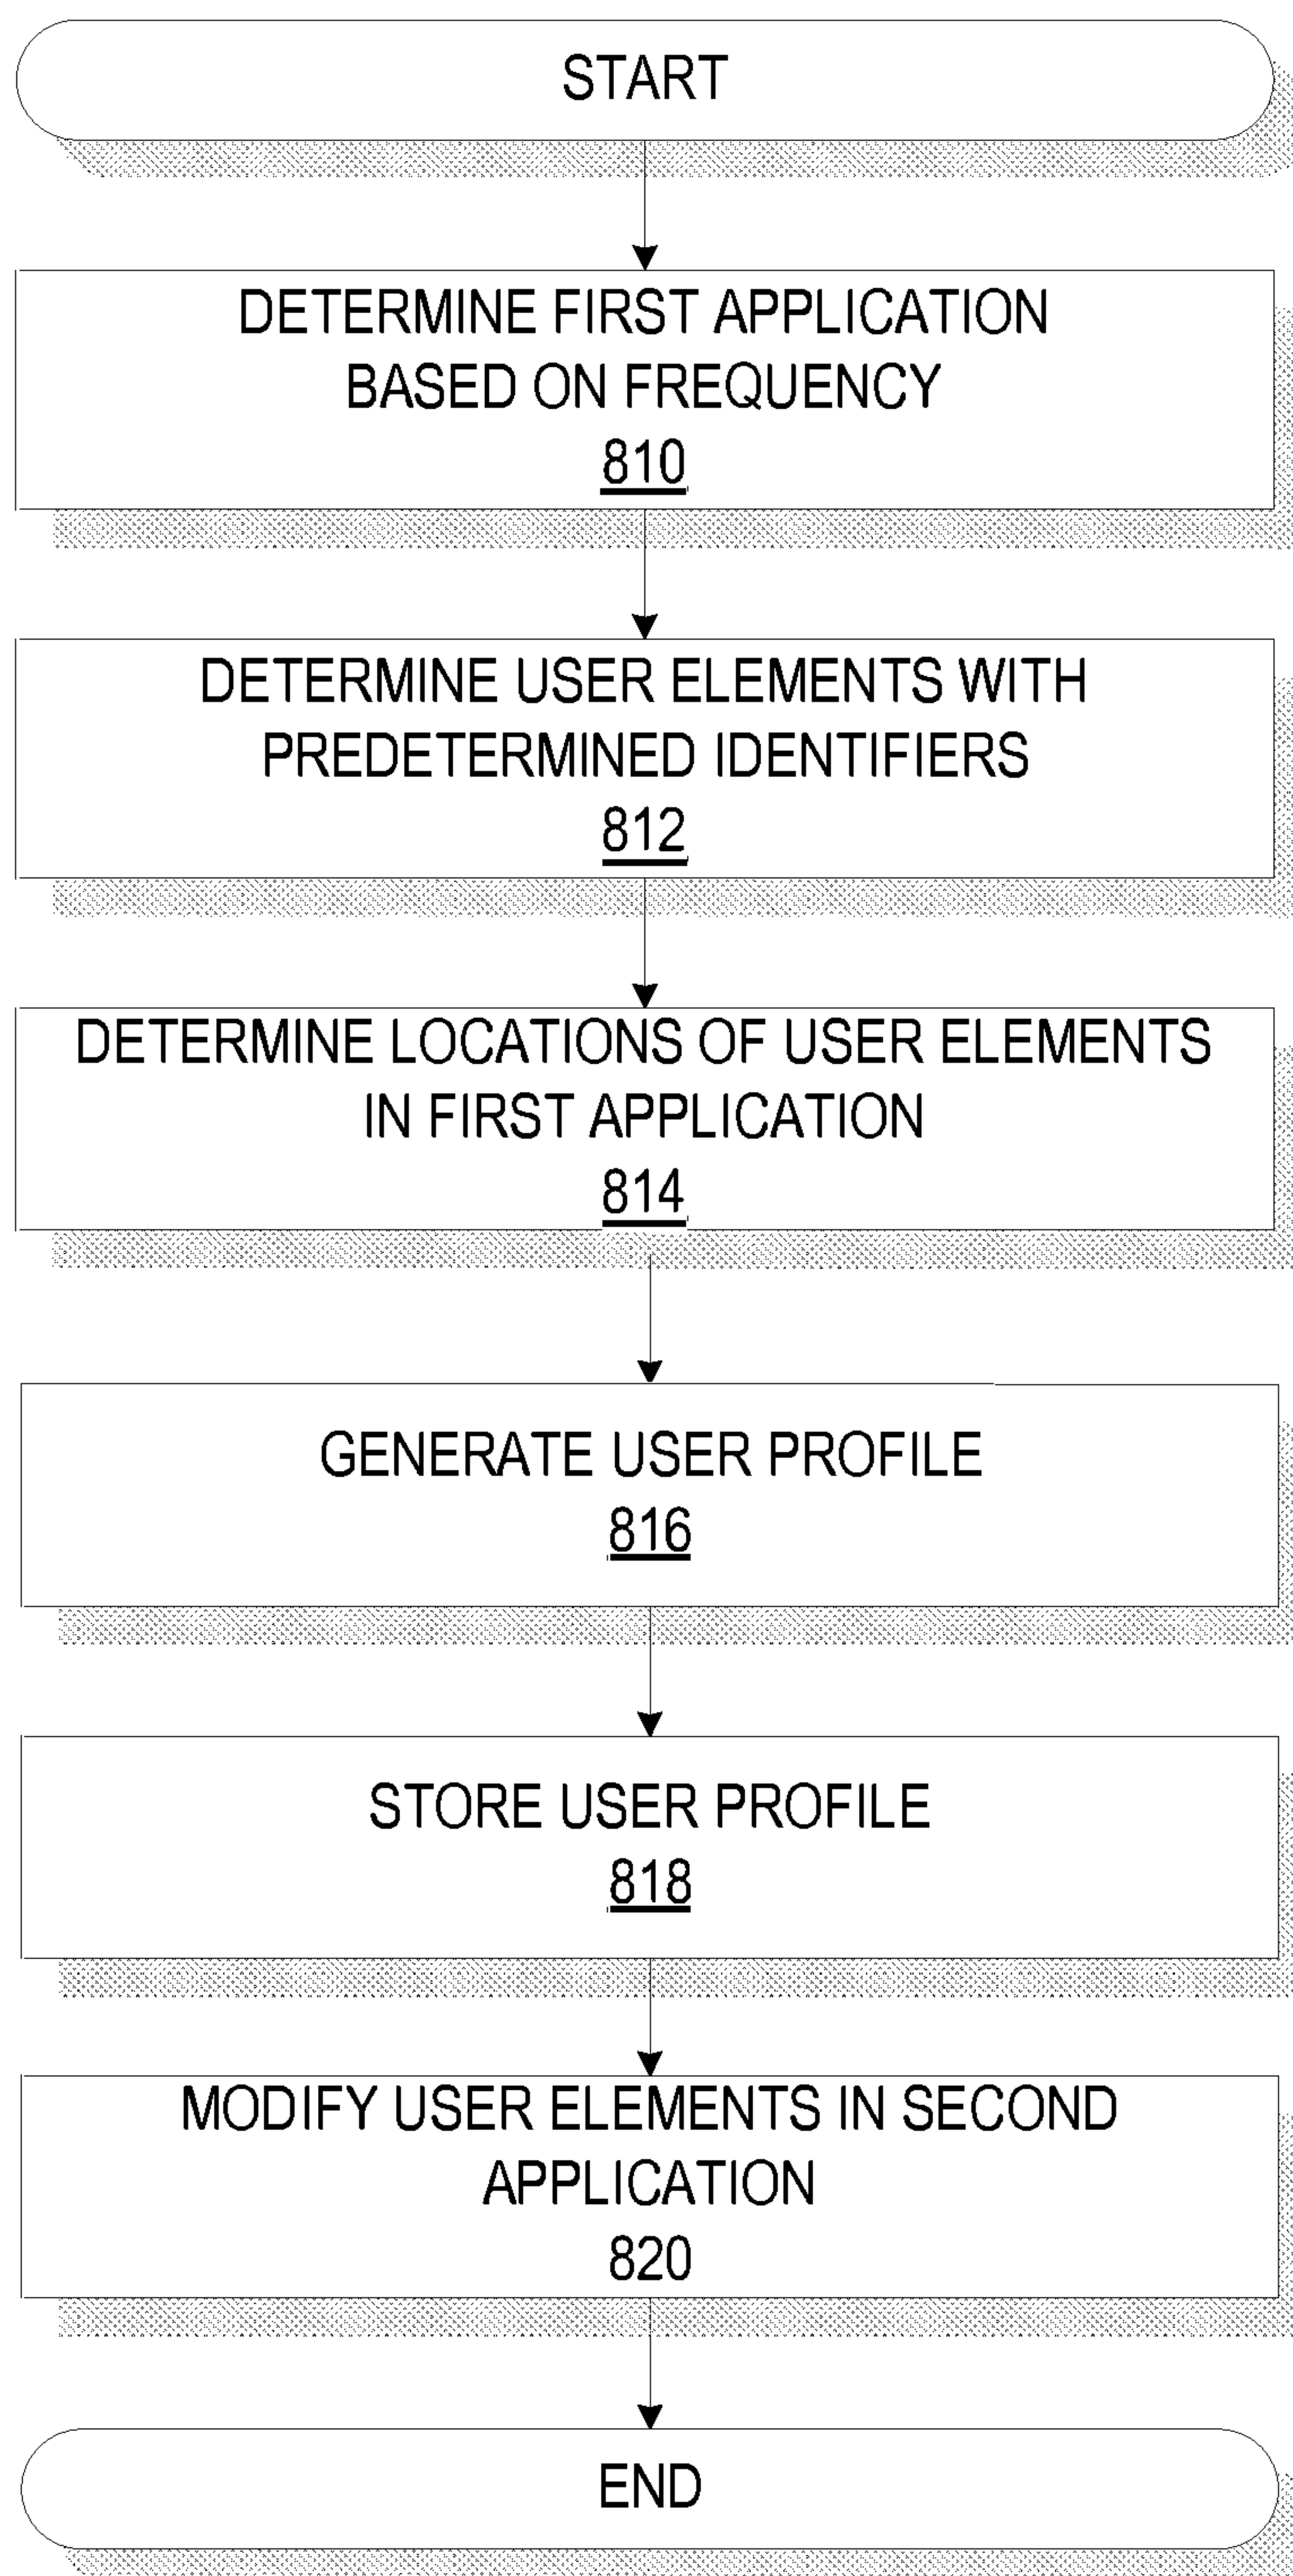 START
DETERMINE FIRST APPLICATION
BASED ON FREQUENCY
810
DETERMINE USER ELEMENTS WITH
PREDETERMINED IDENTIFIERS
812
DETERMINE LOCATIONS OF USER ELEMENTS
IN FIRST APPLICATION
814
GENERATE USER PROFILE
816
STORE USER PROFILE
818
MODIFY USER ELEMENTS IN SECOND
APPLICATION
820
END